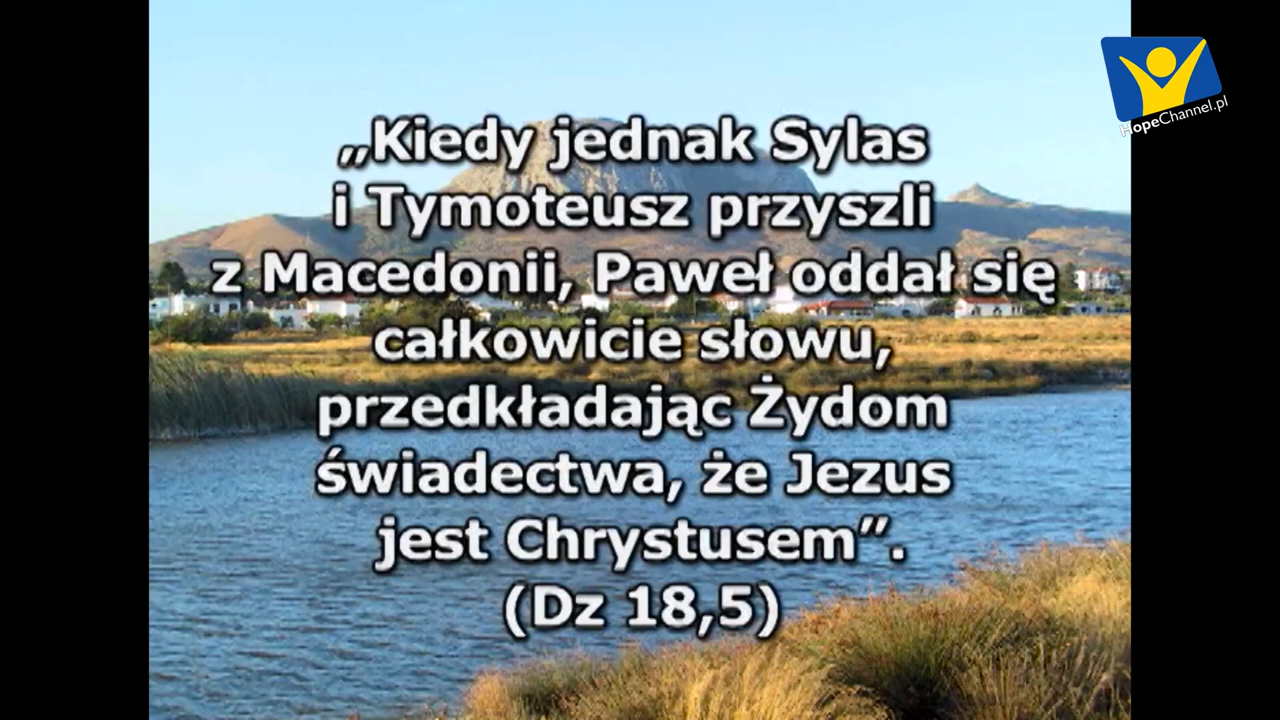 „Kiedy jednak Sylas
i Tymoteusz przyszli
z Macedonii, Paweł oddał się
całkowicie słowu,
przedkładając Żydom
świadectwa, że Jezus
jest Chrystusem”.
(Dz 18,5)
HopeChannel.pl